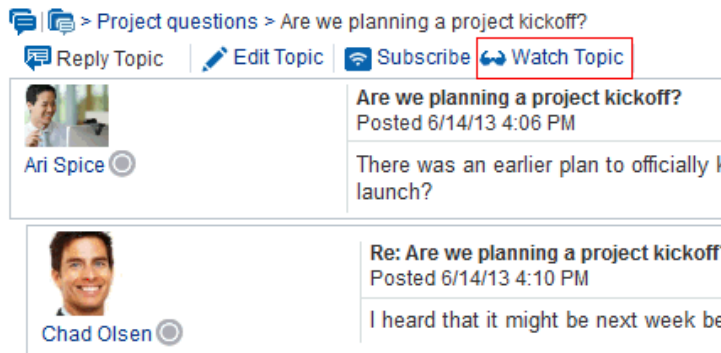 > Project questions > Are we planning a project kickoff?
Reply Topic Edit Topic Subscribe Watch Topic
Are we planning a project kickoff?
Posted 6/14/13 4:06 PM
Ari Spice
There was an earlier plan to officially
launch?
Re: Are we planning a project kickoff
Posted 6/14/13 4:10 PM
Chad Olsen
I heard that it might be next week